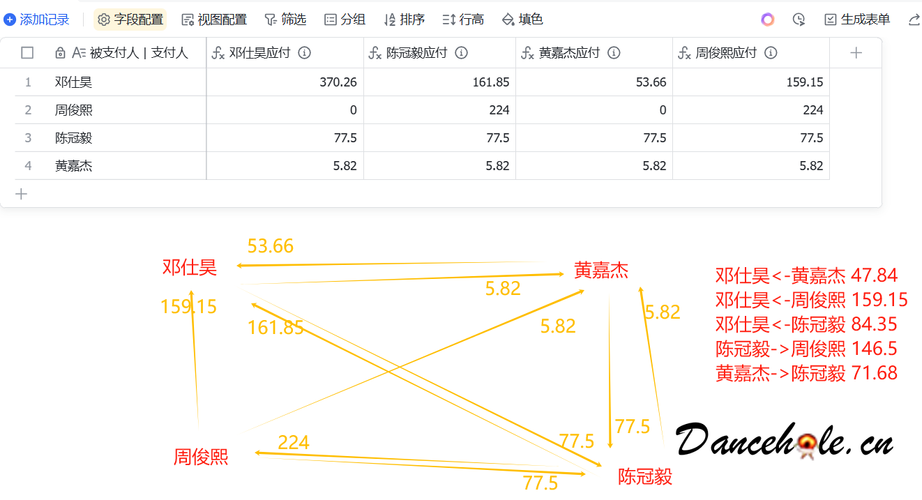 添加记录 字段配置 视图配置 筛选 分组 排序 行高 填色 生成表单
被支付人 | 支付人 邓仕昊应付 陈冠毅应付 黄嘉杰应付 周俊熙应付
1 邓仕昊 370.26 161.85 53.66 159.15
2 周俊熙 0 224 0 224
3 陈冠毅 77.5 77.5 77.5 77.5
4 黄嘉杰 5.82 5.82 5.82 5.82
53.66
邓仕昊
黄嘉杰
5.82
159.15
161.85
5.82
5.82
邓仕昊<-黄嘉杰 47.84
邓仕昊<-周俊熙 159.15
邓仕昊<-陈冠毅 84.35
陈冠毅->周俊熙 146.5
黄嘉杰->陈冠毅 71.68
77.5
224
77.5
周俊熙
77.5
陈冠毅
Dancehole.cn